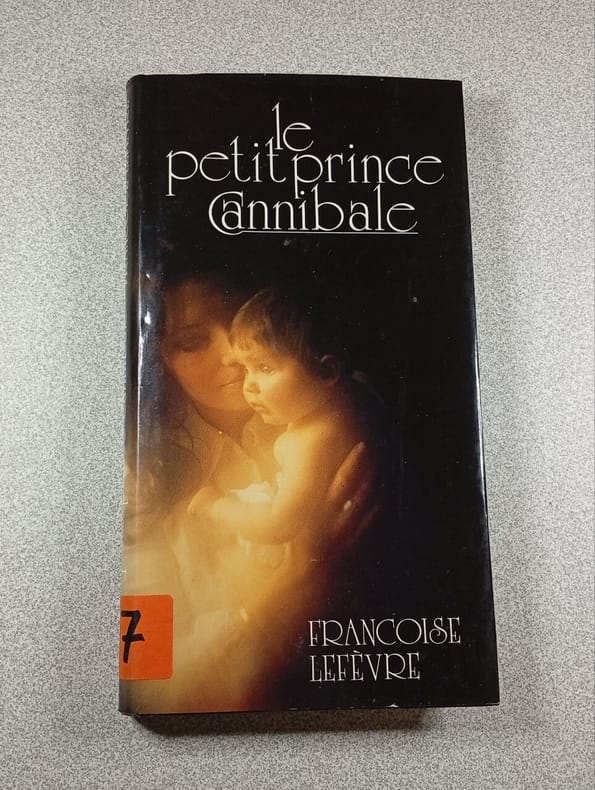 le
petit prince
Cannibale
FRANCOISE
LEFÈVRE
7